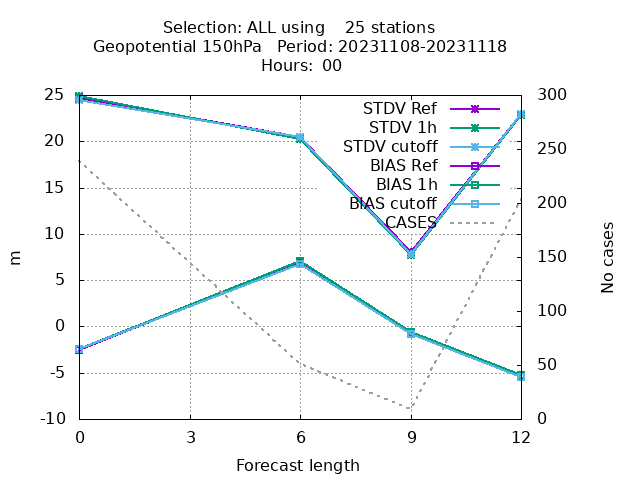 Selection: ALL using    25 stations
Geopotential 150hPa   Period: 20231108-20231118
Hours: 00
STDV Ref
STDV 1h
STDV cutoff
BIAS Ref
BIAS 1h
BIAS cutoff
CASES
25
20
15
10
5
0
-5
-10
m
300
250
200
150
100
50
0
No cases
0
3
6
9
12
Forecast length